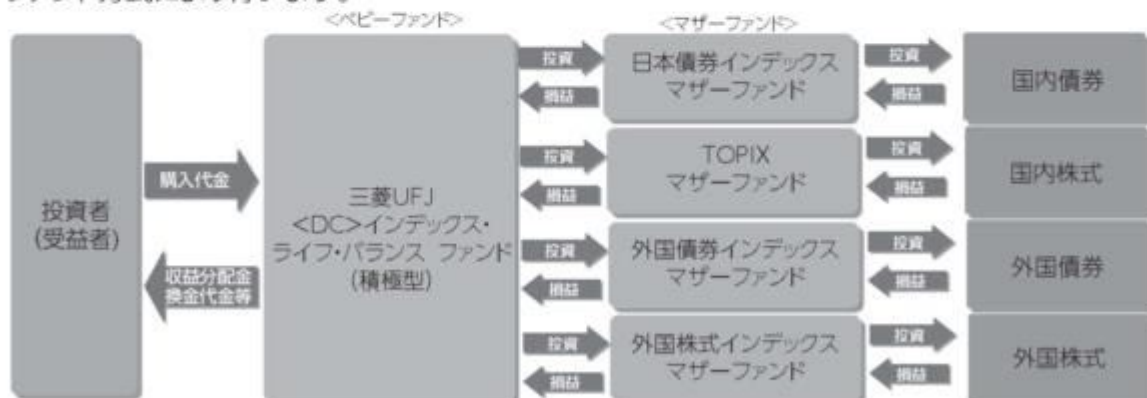 <ベビーファンド>
<マザーファンド>
投資者
(受益者)
購入代金
収益分配金
換金代金等
三菱UFJ
<DC>インデックス・
ライフ・バランス ファンド
(積極型)
投資
損益
日本債券インデックス
マザーファンド
投資
損益
国内債券
投資
損益
TOPIX
マザーファンド
投資
損益
国内株式
投資
損益
外国債券インデックス
マザーファンド
投資
損益
外国債券
投資
損益
外国株式インデックス
マザーファンド
投資
損益
外国株式